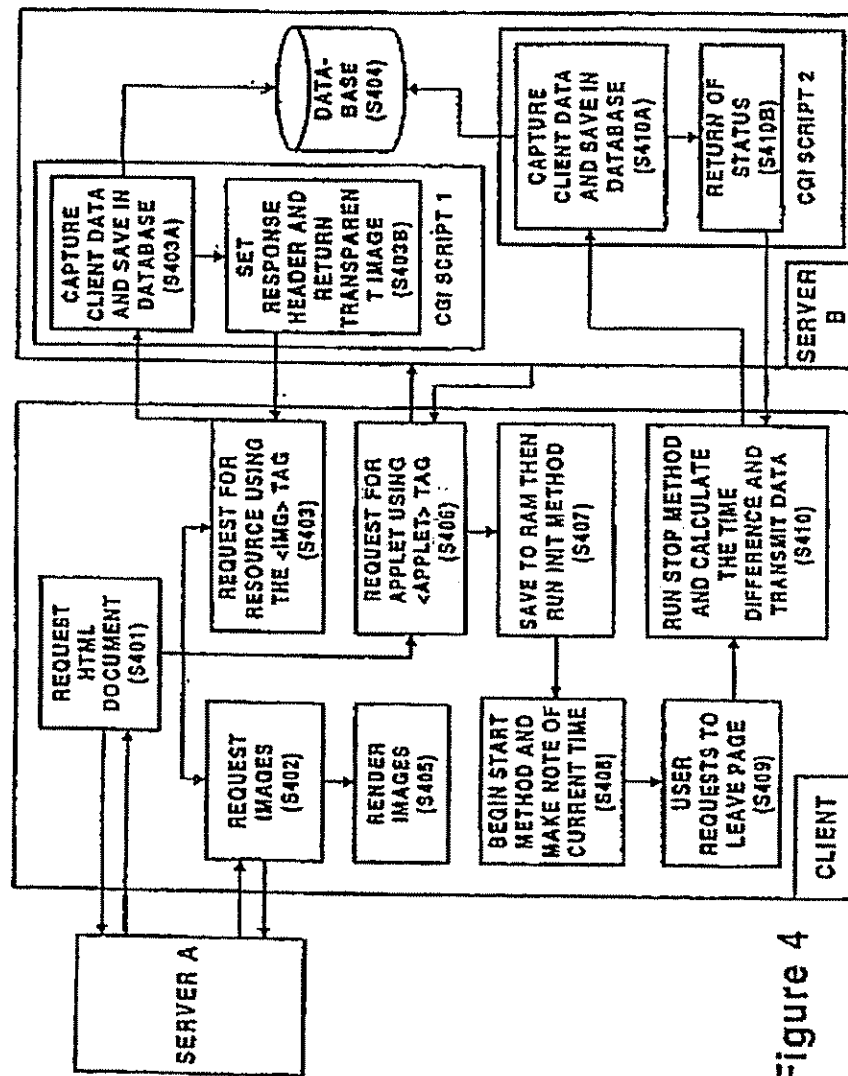 SERVER A
REQUEST
HTML
DOCUMENT
(S401)
REQUEST
IMAGES
(S402)
REQUEST FOR
RESOURCE USING
THE <IMG> TAG
(S403)
RENDER
IMAGES
(S405)
REQUEST FOR
APPLET USING
<APPLET> TAG
(S406)
SAVE TO RAM THEN
RUN INIT METHOD
(S407)
BEGIN START
METHOD AND
MAKE NOTE OF
CURRENT TIME
(S408)
USER
REQUESTS TO
LEAVE PAGE
(S409)
RUN STOP METHOD
AND CALCULATE
THE TIME
DIFFERENCE AND
TRANSMIT DATA
(S410)
CLIENT
CAPTURE
CLIENT DATA
AND SAVE IN
DATABASE
(S403A)
SET
RESPONSE
HEADER AND
RETURN
TRANSPAREN
T IMAGE
(S403B)
CGI SCRIPT 1
DATA-
BASE
(S404)
CAPTURE
CLIENT DATA
AND SAVE IN
DATABASE
(S410A)
RETURN OF
STATUS
(S410B)
CGI SCRIPT 2
SERVER
B
Figure 4